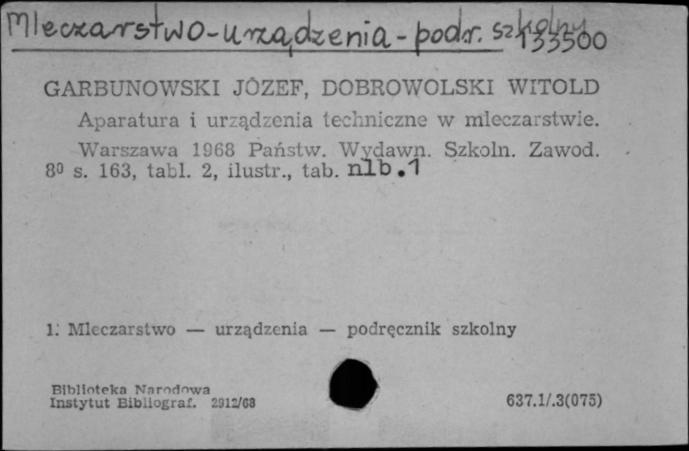 Mleczarstwo-urządzenia-podr. szkolny
133500
GARBUNOWSKI JÓZEF, DOBROWOLSKI WITOLD
Aparatura i urządzenia techniczne w mleczarstwie.
Warszawa 1968 Państw. Wydawn. Szkoln. Zawod.
8º s. 163, tabl. 2, ilustr., tab. nlb.1
1. Mleczarstwo — urządzenia — podręcznik szkolny
Biblioteka Narodowa
Instytut Bibliograf. 2912/68
637.1/.3(075)